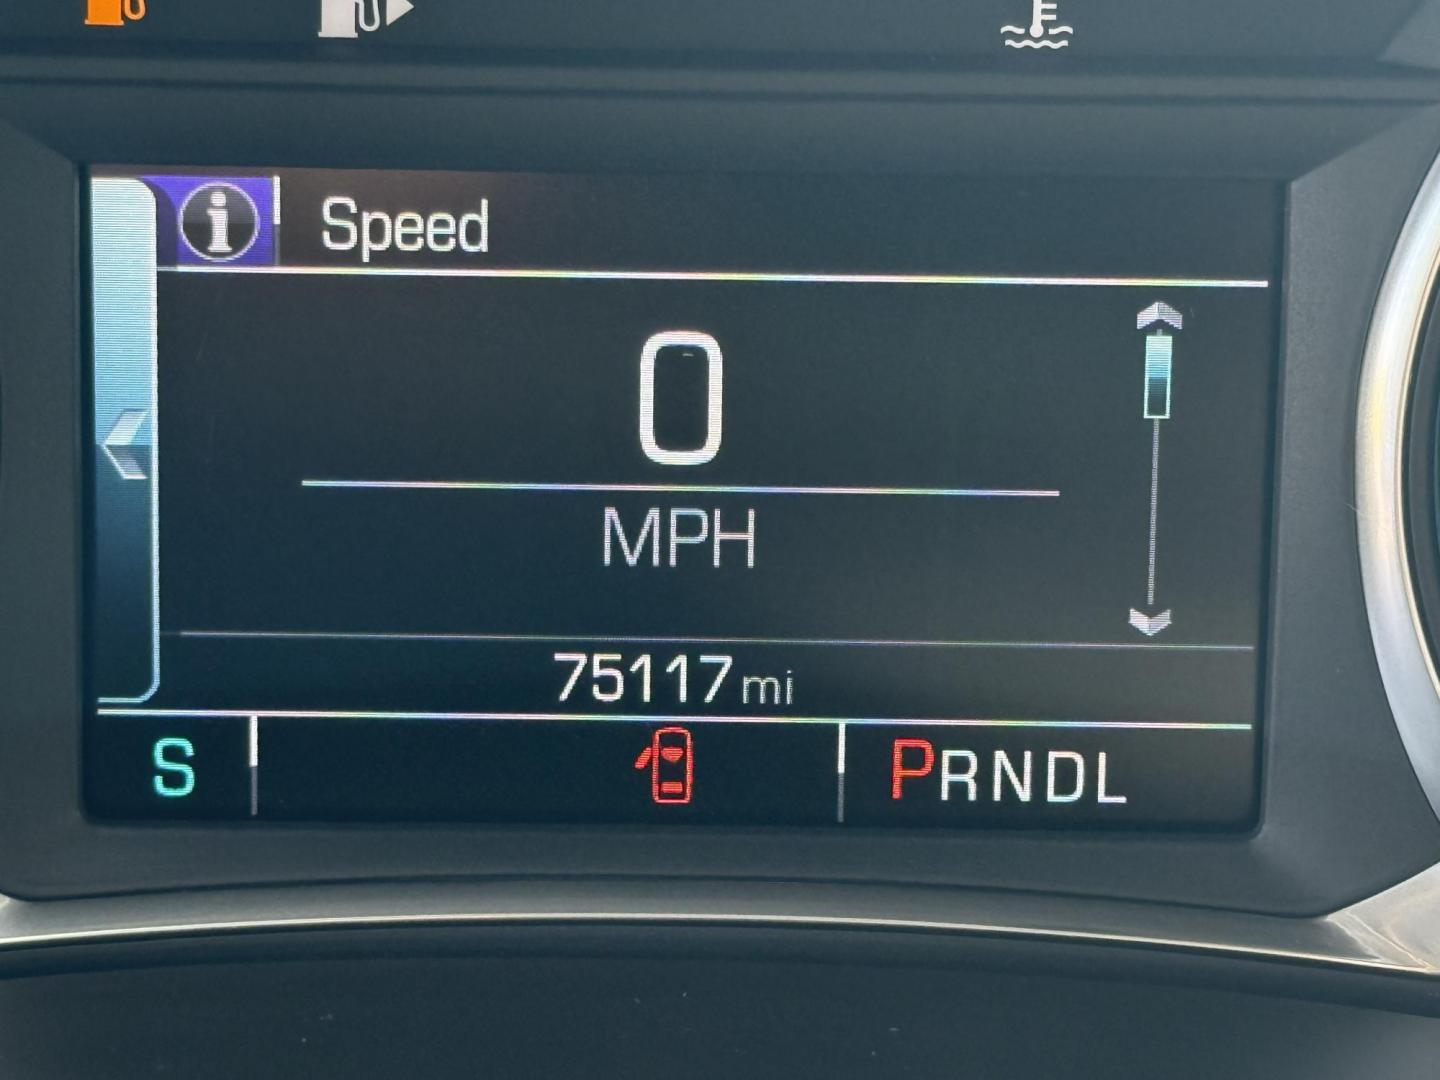 Speed
0
MPH
75117 mi
S PRNDL